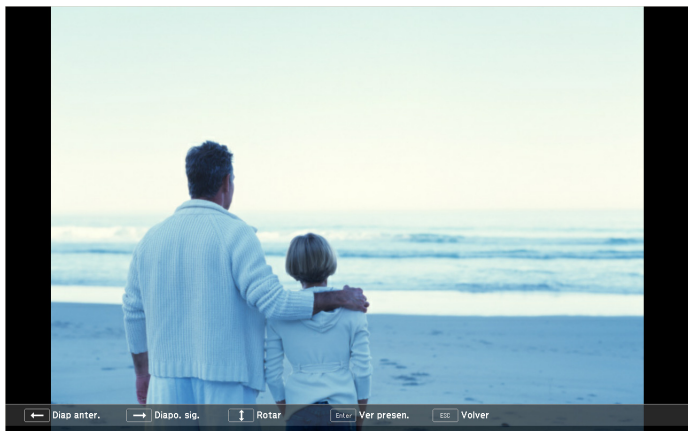 ← Diap anter. → Diapo. sig. ↕ Rotar Enter Ver presen. ESC Volver